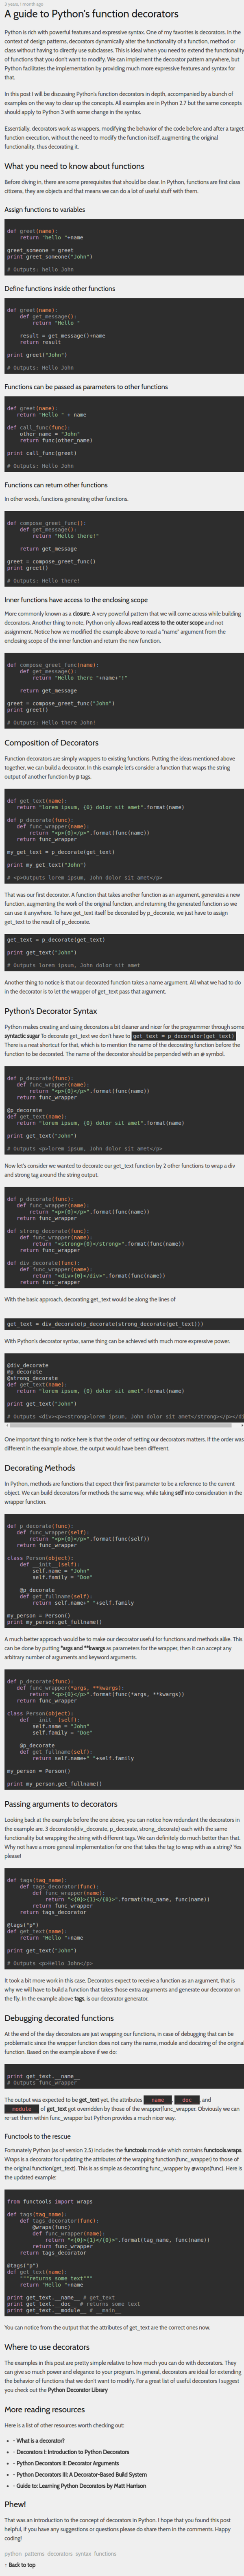 5 years, 1 month ago
A guide to Python's function decorators
Python is rich with powerful features and expressive syntax. One of my favorites is decorators. In the
context of design patterns, decorators dynamically alter the functionality of a function, method or
class without having to directly use subclasses. This is ideal when you need to extend the functionality
of functions that you don't want to modify. We can implement the decorator pattern anywhere, but
Python facilitates the implementation by providing much more expressive features and syntax for
that.
In this post I will be discussing Python's function decorators in depth, accompanied by a bunch of
examples on the way to clear up the concepts. All examples are in Python 2.7 but the same concepts
should apply to Python 3 with some change in the syntax.
Essentially, decorators work as wrappers, modifying the behavior of the code before and after a target
function execution, without the need to modify the function itself, augmenting the original
functionality, thus decorating it.
What you need to know about functions
Before diving in, there are some prerequisites that should be clear. In Python, functions are first class
citizens, they are objects and that means we can do a lot of useful stuff with them.
Assign functions to variables
def greet(name):
return "hello "+name
greet_someone = greet
print greet_someone("John")
# Outputs: hello John
Define functions inside other functions
def greet(name):
def get_message():
return "Hello "
result = get_message()+name
return result
print greet("John")
# Outputs: Hello John
Functions can be passed as parameters to other functions
def greet(name):
return "Hello " + name
def call_func(func):
other_name = "John"
return func(other_name)
print call_func(greet)
# Outputs: Hello John
Functions can return other functions
In other words, functions generating other functions.
def compose_greet_func():
def get_message():
return "Hello there!"
return get_message
greet = compose_greet_func()
print greet()
# Outputs: Hello there!
Inner functions have access to the enclosing scope
More commonly known as a closure. A very powerful pattern that we will come across while building
decorators. Another thing to note, Python only allows read access to the outer scope and not
assignment. Notice how we modified the example above to read a "name" argument from the
enclosing scope of the inner function and return the new function.
def compose_greet_func(name):
def get_message():
return "Hello there "+name+"!"
return get_message
greet = compose_greet_func("John")
print greet()
# Outputs: Hello there John!
Composition of Decorators
Function decorators are simply wrappers to existing functions. Putting the ideas mentioned above
together, we can build a decorator. In this example let's consider a function that wraps the string
output of another function by p tags.
def get_text(name):
return "lorem ipsum, {0} dolor sit amet".format(name)
def p_decorate(func):
def func_wrapper(name):
return "<p>{0}</p>".format(func(name))
return func_wrapper
my_get_text = p_decorate(get_text)
print my_get_text("John")
# <p>Outputs lorem ipsum, John dolor sit amet</p>
That was our first decorator. A function that takes another function as an argument, generates a new
function, augmenting the work of the original function, and returning the generated function so we
can use it anywhere. To have get_text itself be decorated by p_decorate, we just have to assign
get_text to the result of p_decorate.
get_text = p_decorate(get_text)
print get_text("John")
# Outputs lorem ipsum, John dolor sit amet
Another thing to notice is that our decorated function takes a name argument. All what we had to do
in the decorator is to let the wrapper of get_text pass that argument.
Python's Decorator Syntax
Python makes creating and using decorators a bit cleaner and nicer for the programmer through some
syntactic sugar To decorate get_text we don't have to get_text = p_decorator(get_text)
There is a neat shortcut for that, which is to mention the name of the decorating function before the
function to be decorated. The name of the decorator should be perpended with an @ symbol.
def p_decorate(func):
def func_wrapper(name):
return "<p>{0}</p>".format(func(name))
return func_wrapper
@p_decorate
def get_text(name):
return "lorem ipsum, {0} dolor sit amet".format(name)
print get_text("John")
# Outputs <p>lorem ipsum, John dolor sit amet</p>
Now let's consider we wanted to decorate our get_text function by 2 other functions to wrap a div
and strong tag around the string output.
def p_decorate(func):
def func_wrapper(name):
return "<p>{0}</p>".format(func(name))
return func_wrapper
def strong_decorate(func):
def func_wrapper(name):
return "<strong>{0}</strong>".format(func(name))
return func_wrapper
def div_decorate(func):
def func_wrapper(name):
return "<div>{0}</div>".format(func(name))
return func_wrapper
With the basic approach, decorating get_text would be along the lines of
get_text = div_decorate(p_decorate(strong_decorate(get_text)))
With Python's decorator syntax, same thing can be achieved with much more expressive power.
@div_decorate
@p_decorate
@strong_decorate
def get_text(name):
return "lorem ipsum, {0} dolor sit amet".format(name)
print get_text("John")
# Outputs <div><p><strong>lorem ipsum, John dolor sit amet</strong></p></di
One important thing to notice here is that the order of setting our decorators matters. If the order was
different in the example above, the output would have been different.
Decorating Methods
In Python, methods are functions that expect their first parameter to be a reference to the current
object. We can build decorators for methods the same way, while taking self into consideration in the
wrapper function.
def p_decorate(func):
def func_wrapper(self):
return "<p>{0}</p>".format(func(self))
return func_wrapper
class Person(object):
def __init__(self):
self.name = "John"
self.family = "Doe"
@p_decorate
def get_fullname(self):
return self.name+" "+self.family
my_person = Person()
print my_person.get_fullname()
A much better approach would be to make our decorator useful for functions and methods alike. This
can be done by putting *args and **kwargs as parameters for the wrapper, then it can accept any
arbitrary number of arguments and keyword arguments.
def p_decorate(func):
def func_wrapper(*args, **kwargs):
return "<p>{0}</p>".format(func(*args, **kwargs))
return func_wrapper
class Person(object):
def __init__(self):
self.name = "John"
self.family = "Doe"
@p_decorate
def get_fullname(self):
return self.name+" "+self.family
my_person = Person()
print my_person.get_fullname()
Passing arguments to decorators
Looking back at the example before the one above, you can notice how redundant the decorators in
the example are. 3 decorators(div_decorate, p_decorate, strong_decorate) each with the same
functionality but wrapping the string with different tags. We can definitely do much better than that.
Why not have a more general implementation for one that takes the tag to wrap with as a string? Yes
please!
def tags(tag_name):
def tags_decorator(func):
def func_wrapper(name):
return "<{0}>{1}</{0}>".format(tag_name, func(name))
return func_wrapper
return tags_decorator
@tags("p")
def get_text(name):
return "Hello "+name
print get_text("John")
# Outputs <p>Hello John</p>
It took a bit more work in this case. Decorators expect to receive a function as an argument, that is
why we will have to build a function that takes those extra arguments and generate our decorator on
the fly. In the example above tags, is our decorator generator.
Debugging decorated functions
At the end of the day decorators are just wrapping our functions, in case of debugging that can be
problematic since the wrapper function does not carry the name, module and docstring of the original
function. Based on the example above if we do:
print get_text.__name__
# Outputs func_wrapper
The output was expected to be get_text yet, the attributes __name__ __doc__ and
__module__ of get_text got overridden by those of the wrapper(func_wrapper). Obviously we can
re-set them within func_wrapper but Python provides a much nicer way.
Functools to the rescue
Fortunately Python (as of version 2.5) includes the functools module which contains functools.wraps.
Wraps is a decorator for updating the attributes of the wrapping function(func_wrapper) to those of
the original function(get_text). This is as simple as decorating func_wrapper by @wraps(func). Here is
the updated example:
from functools import wraps
def tags(tag_name):
def tags_decorator(func):
@wraps(func)
def func_wrapper(name):
return "<{0}>{1}</{0}>".format(tag_name, func(name))
return func_wrapper
return tags_decorator
@tags("p")
def get_text(name):
"""returns some text"""
return "Hello "+name
print get_text.__name__ # get_text
print get_text.__doc__ # returns some text
print get_text.__module__ # __main__
You can notice from the output that the attributes of get_text are the correct ones now.
Where to use decorators
The examples in this post are pretty simple relative to how much you can do with decorators. They
can give so much power and elegance to your program. In general, decorators are ideal for extending
the behavior of functions that we don't want to modify. For a great list of useful decorators I suggest
you check out the Python Decorator Library
More reading resources
Here is a list of other resources worth checking out:
- What is a decorator?
- Decorators I: Introduction to Python Decorators
- Python Decorators II: Decorator Arguments
- Python Decorators III: A Decorator-Based Build System
- Guide to: Learning Python Decorators by Matt Harrison
Phew!
That was an introduction to the concept of decorators in Python. I hope that you found this post
helpful, if you have any suggestions or questions please do share them in the comments. Happy
coding!
python patterns decorators syntax functions
↑ Back to top